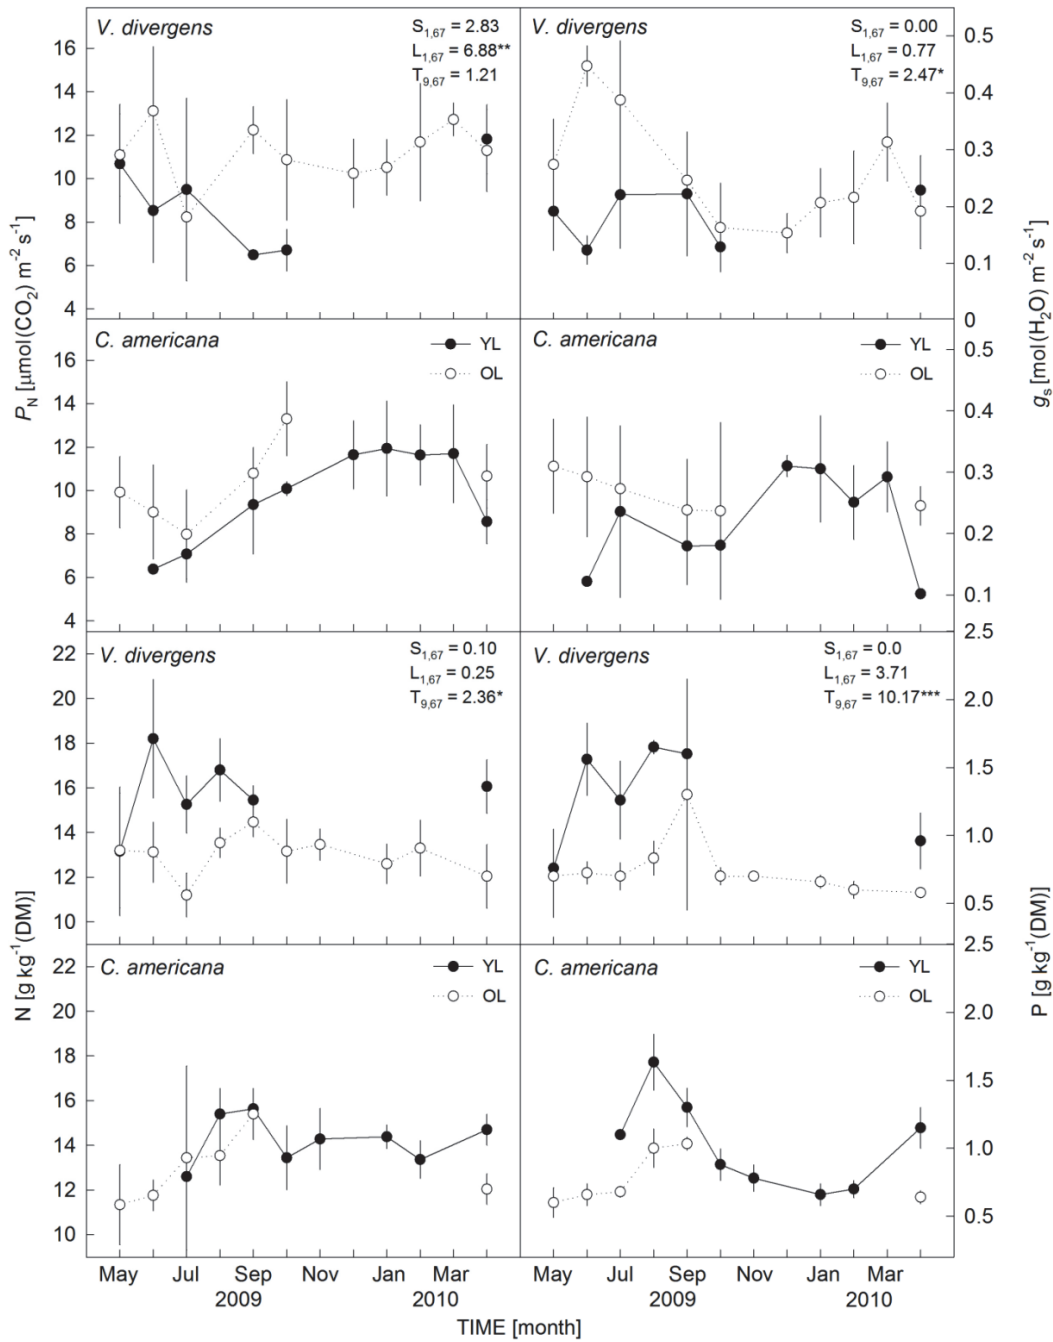 V. divergens
S1,67 = 2.83
L1,67 = 6.88**
T9,67 = 1.21
16
14
12
10
8
6
4
V. divergens
S1,67 = 0.00
L1,67 = 0.77
T9,67 = 2.47*
0.5
0.4
0.3
0.2
0.1
0
C. americana
YL
OL
16
14
12
10
8
6
4
C. americana
YL
OL
0.5
0.4
0.3
0.2
0.1
PN [µmol(CO2) m-2 s-1]
gs [mol(H2O) m-2 s-1]
V. divergens
S1,67 = 0.10
L1,67 = 0.25
T9,67 = 2.36*
22
20
18
16
14
12
10
V. divergens
S1,67 = 0.0
L1,67 = 3.71
T9,67 = 10.17***
2.5
2.0
1.5
1.0
0.5
C. americana
YL
OL
22
20
18
16
14
12
10
C. americana
YL
OL
2.5
2.0
1.5
1.0
0.5
N [g kg-1(DM)]
P [g kg-1(DM)]
May Jul Sep Nov Jan Mar
2009 2010
May Jul Sep Nov Jan Mar
2009 2010
TIME [month]